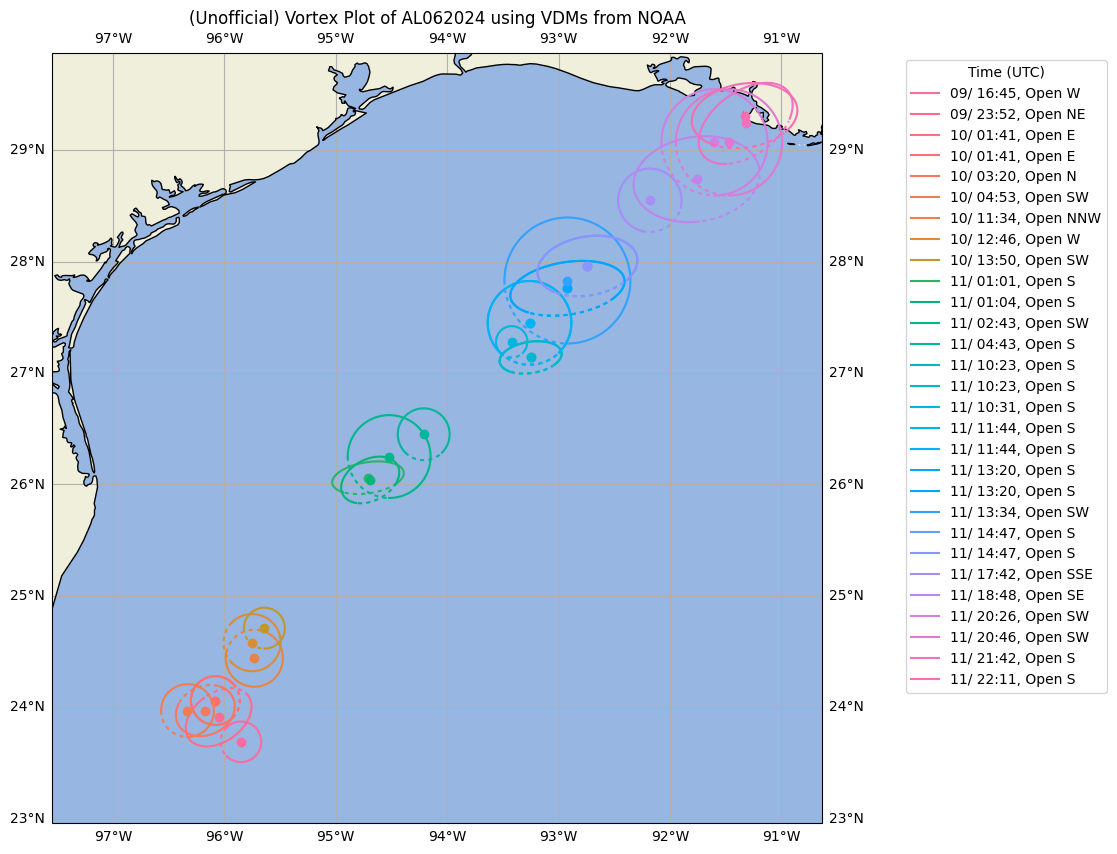 (Unofficial) Vortex Plot of AL062024 using VDMs from NOAA
97°W 96°W 95°W 94°W 93°W 92°W 91°W
29°N 29°N
28°N 28°N
27°N 27°N
26°N 26°N
25°N 25°N
24°N 24°N
23°N 23°N
97°W 96°W 95°W 94°W 93°W 92°W 91°W
Time (UTC)
09/ 16:45, Open W
09/ 23:52, Open NE
10/ 01:41, Open E
10/ 01:41, Open E
10/ 03:20, Open N
10/ 04:53, Open SW
10/ 11:34, Open NNW
10/ 12:46, Open W
10/ 13:50, Open SW
11/ 01:01, Open S
11/ 01:04, Open S
11/ 02:43, Open SW
11/ 04:43, Open S
11/ 10:23, Open S
11/ 10:23, Open S
11/ 10:31, Open S
11/ 11:44, Open S
11/ 11:44, Open S
11/ 13:20, Open S
11/ 13:20, Open S
11/ 13:34, Open SW
11/ 14:47, Open S
11/ 14:47, Open S
11/ 17:42, Open SSE
11/ 18:48, Open SE
11/ 20:26, Open SW
11/ 20:46, Open SW
11/ 21:42, Open S
11/ 22:11, Open S